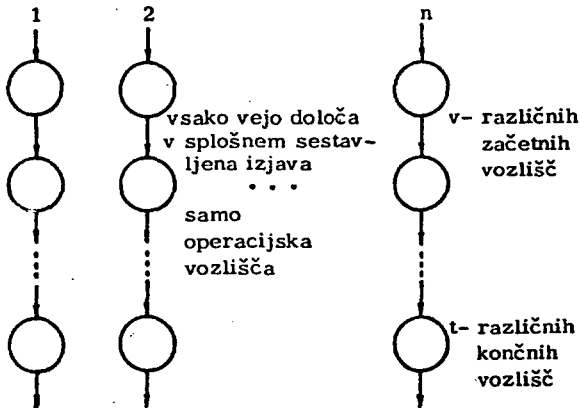 1 2 n
vsako vejo določa
v splošnem sestav-
ljena izjava
. . .
samo
operacijska
vozlišča
v- različnih
začetnih
vozlišč
t- različnih
končnih
vozlišč